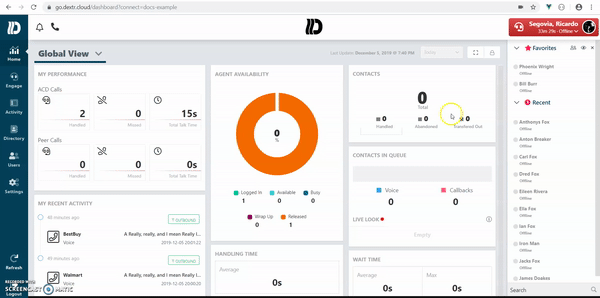 go.dextr.cloud/dashboard?connect=docs-example
Segovia, Ricardo
33m 29s - Offline
Global View
Last Update: December 5, 2019 @ 7:40 PM
Home
Engage
Activity
Directory
Users
Settings
Refresh
Logout
MY PERFORMANCE
ACD Calls
2
Handled
0
Missed
15s
Total Talk Time
Peer Calls
0
Handled
0
Missed
0s
Total Talk Time
MY RECENT ACTIVITY
46 minutes ago
OUTBOUND
BestBuy
Voice
A Really, really, and I mean Really l...
2019-12-05 20:01:22
46 minutes ago
OUTBOUND
Walmart
Voice
A Really, really, and I mean Really l...
2019-12-05 20:00:20
AGENT AVAILABILITY
0
%
Logged In
1
Available
0
Busy
0
Wrap Up
0
Released
1
HANDLING TIME
Average
0s
CONTACTS
0
Total
0
Handled
0
Abandoned
0
Transfered Out
CONTACTS IN QUEUE
Voice
0
Callbacks
0
LIVE LOOK
Empty
WAIT TIME
Average
0s
Max
0s
Favorites
Phoenix Wright
Offline
Bill Burr
Offline
Recent
Anthonys Fox
Offline
Anton Breaker
Offline
Carl Fox
Offline
Dred Fox
Offline
Eileen Rivera
Offline
Ella Fox
Offline
Ian Fox
Offline
Iron Man
Offline
Jacks Fox
Offline
James Doakes
Search
RECORDED WITH
SCREENCAST MATIC